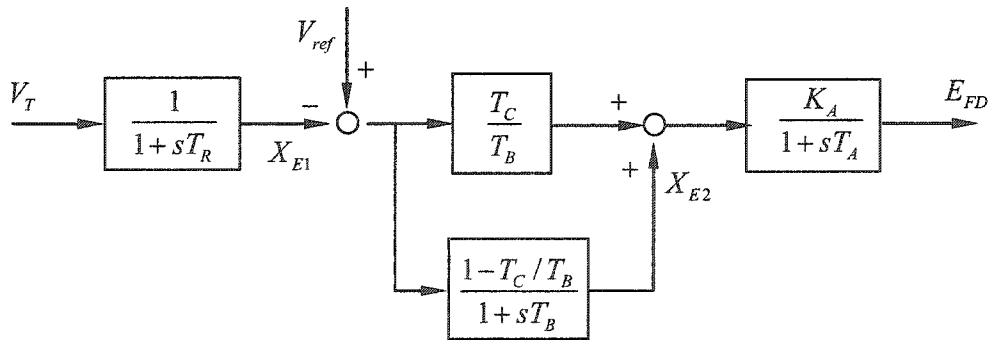 V_ref
+
V_T
1
1+sT_R
−
X_E1
T_C
T_B
+
+
X_E2
K_A
1+sT_A
E_FD
1−T_C/T_B
1+sT_B